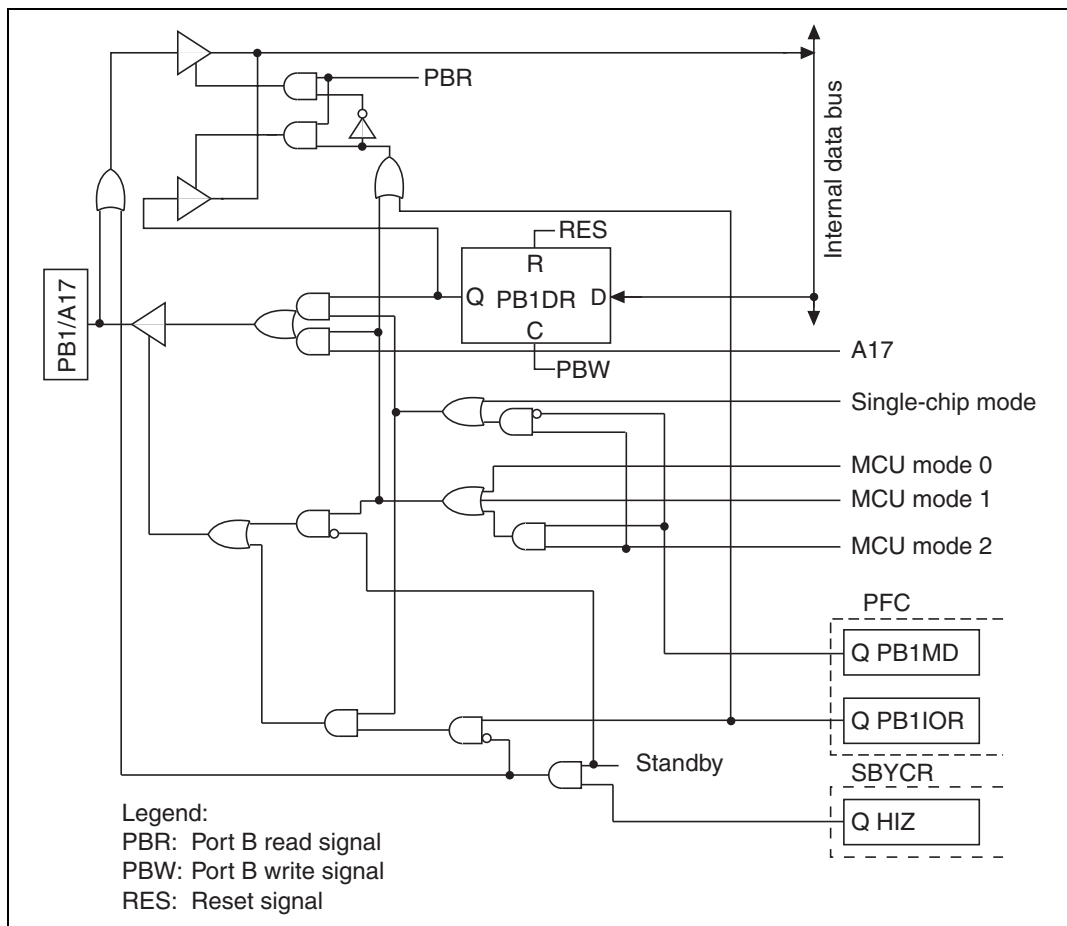 PBR
Internal data bus
RES
R
Q PB1DR D
C
PBW
PB1/A17
A17
Single-chip mode
MCU mode 0
MCU mode 1
MCU mode 2
PFC
Q PB1MD
Q PB1IOR
Standby
SBYCR
Q HIZ
Legend:
PBR: Port B read signal
PBW: Port B write signal
RES: Reset signal